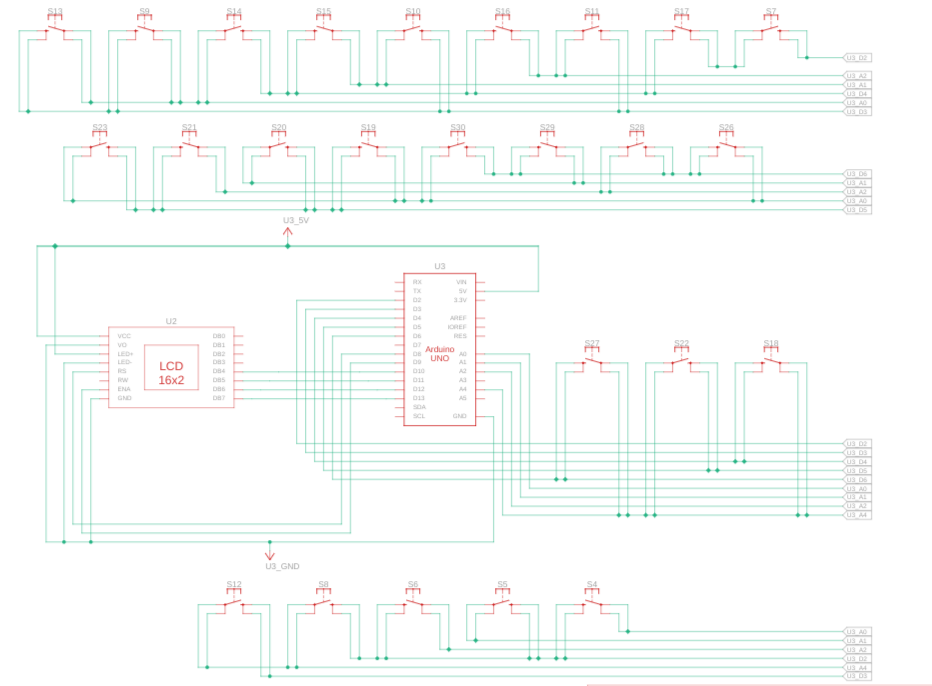 S13 S9 S14 S15 S10 S16 S11 S17 S7
U3_D2
U3_A2
U3_A1
U3_D4
U3_A0
U3_D3
S23 S21 S20 S19 S30 S29 S28 S26
U3_D6
U3_A1
U3_A2
U3_A0
U3_D5
U3_5V
U3
RX VIN
TX 5V
D2 3.3V
D3
D4 AREF
D5 IOREF
D6 RES
D7
D8 A0
D9 A1
D10 A2
D11 A3
D12 A4
D13 A5
SDA
SCL GND
Arduino
UNO
U2
VCC DB0
VO DB1
LED+ DB2
LED- DB3
RS DB4
RW DB5
ENA DB6
GND DB7
LCD
16x2
S27 S22 S18
U3_D2
U3_D3
U3_D4
U3_D5
U3_D6
U3_A0
U3_A1
U3_A2
U3_A4
U3_GND
S12 S8 S6 S5 S4
U3_A0
U3_A1
U3_A2
U3_D2
U3_A4
U3_D3